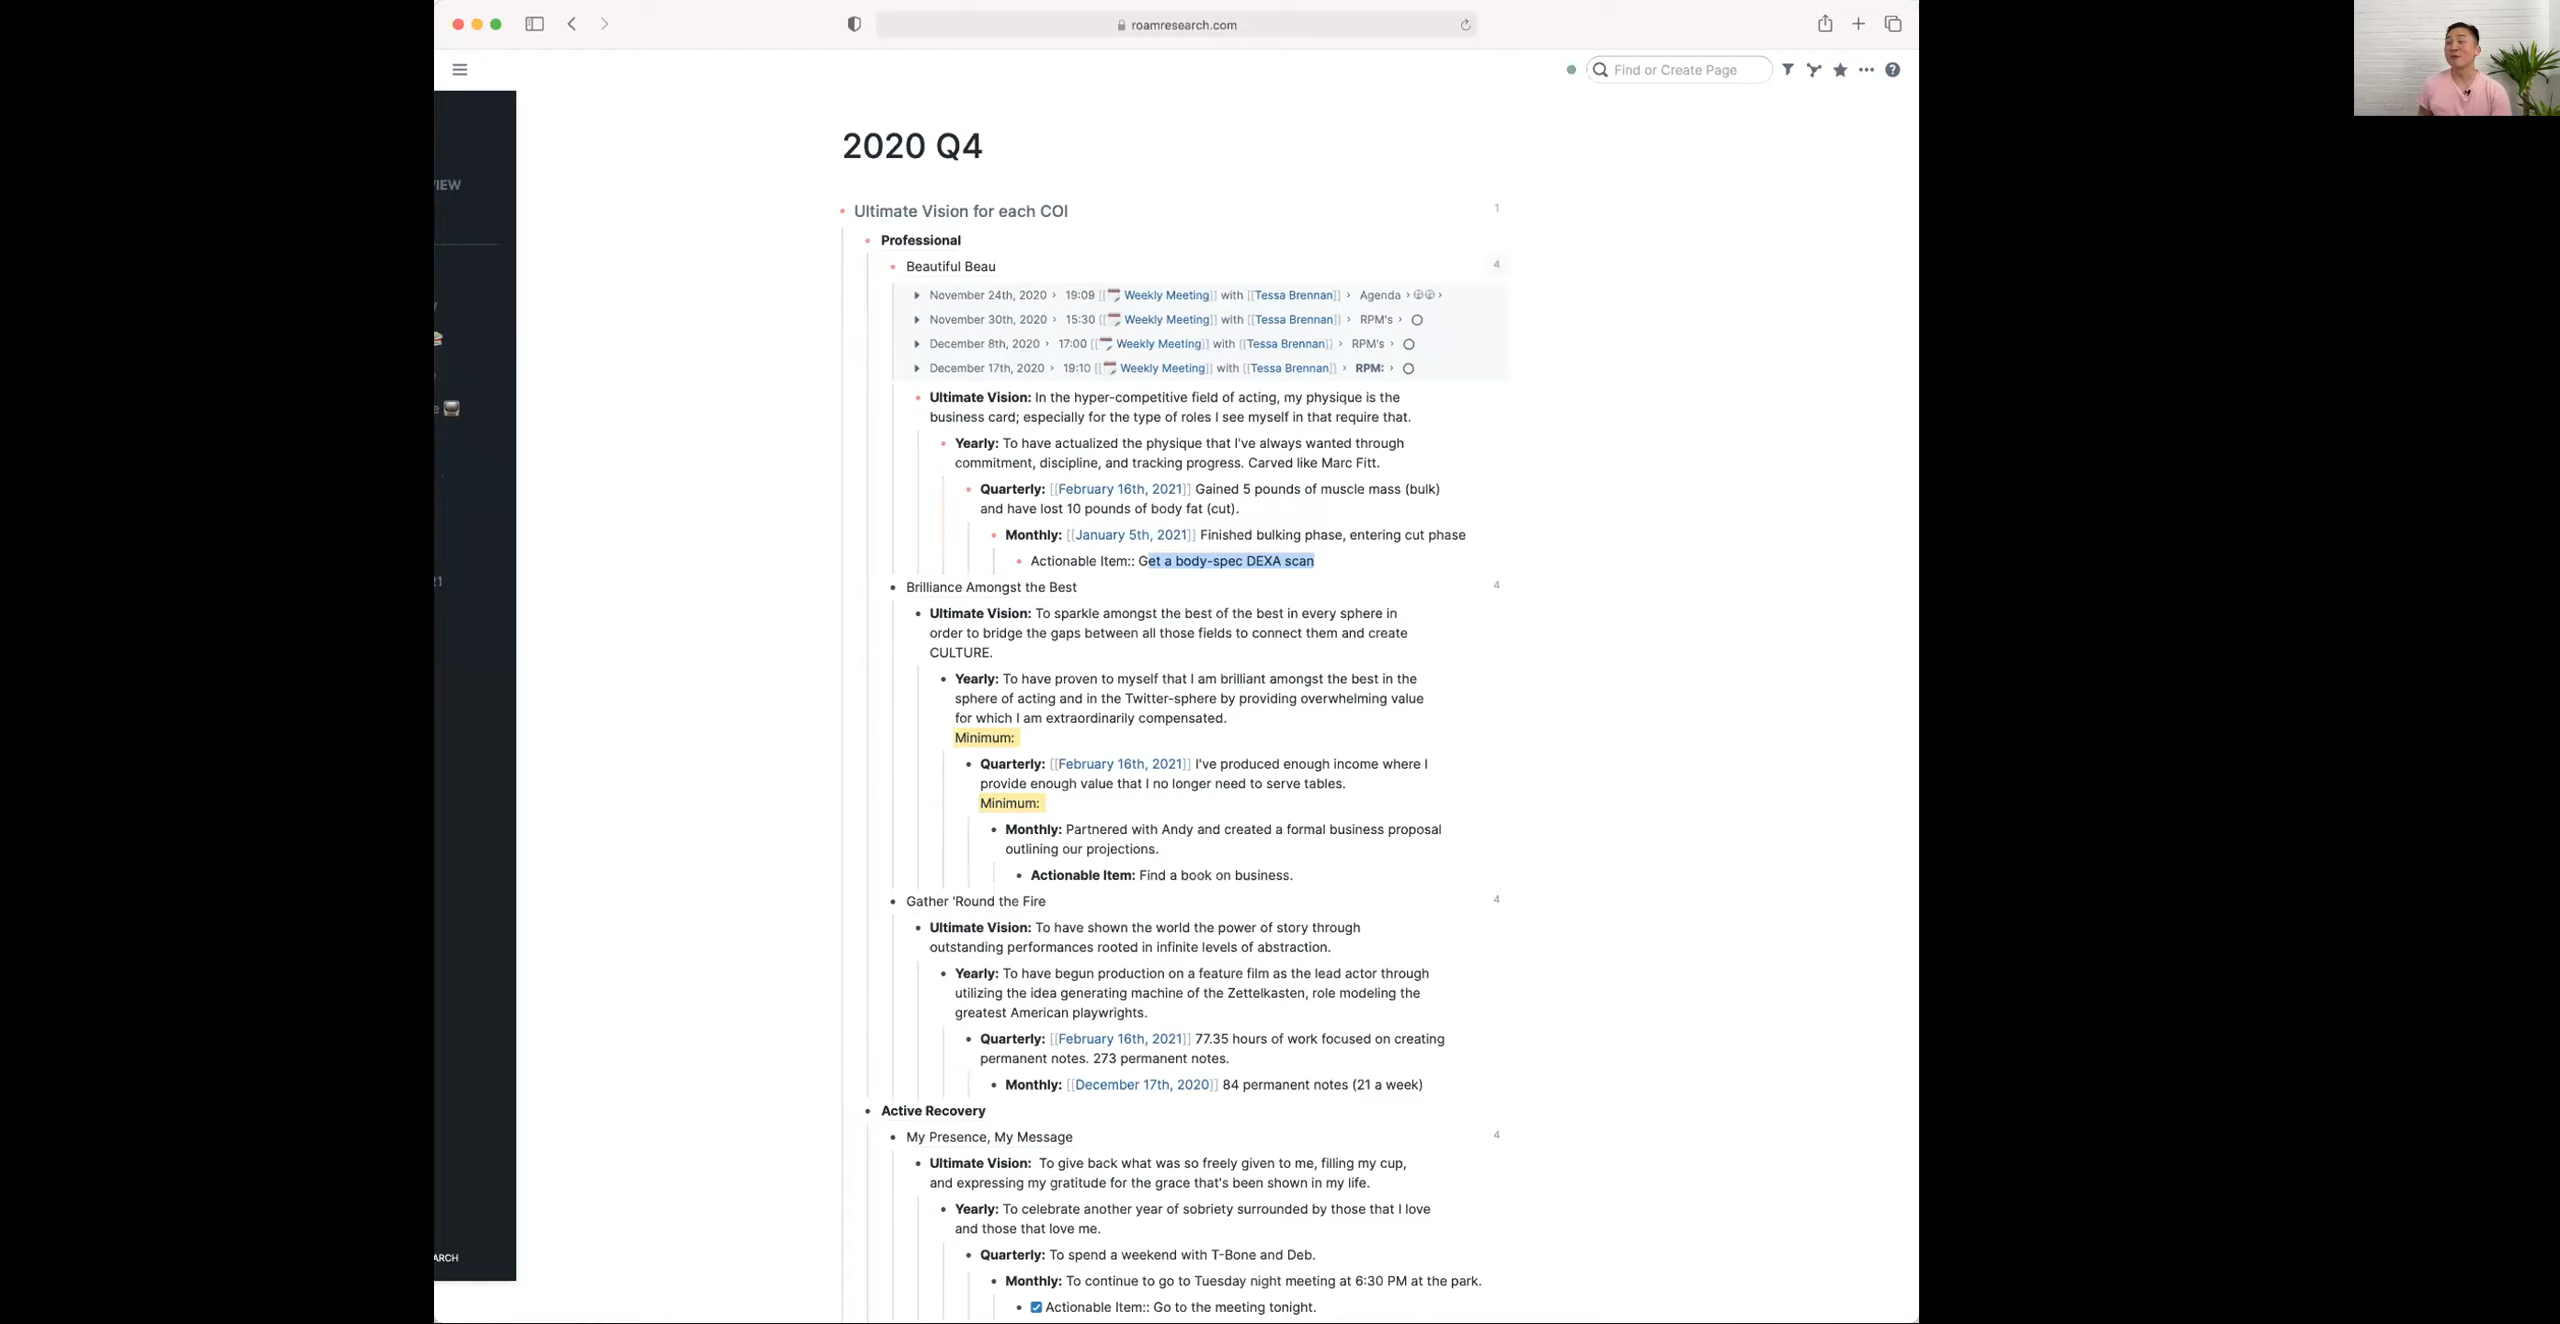 roamresearch.com
Find or Create Page
IEW
2020 Q4
Ultimate Vision for each COI 1
Professional
Beautiful Beau 4
November 24th, 2020 › 19:09 [[🗓 Weekly Meeting]] with [[Tessa Brennan]] › Agenda ›
November 30th, 2020 › 15:30 [[🗓 Weekly Meeting]] with [[Tessa Brennan]] › RPM's ›
December 8th, 2020 › 17:00 [[🗓 Weekly Meeting]] with [[Tessa Brennan]] › RPM's ›
December 17th, 2020 › 19:10 [[🗓 Weekly Meeting]] with [[Tessa Brennan]] › RPM: ›
Ultimate Vision: In the hyper-competitive field of acting, my physique is the
business card; especially for the type of roles I see myself in that require that.
Yearly: To have actualized the physique that I've always wanted through
commitment, discipline, and tracking progress. Carved like Marc Fitt.
Quarterly: [[February 16th, 2021]] Gained 5 pounds of muscle mass (bulk)
and have lost 10 pounds of body fat (cut).
Monthly: [[January 5th, 2021]] Finished bulking phase, entering cut phase
Actionable Item:: Get a body-spec DEXA scan
Brilliance Amongst the Best 4
Ultimate Vision: To sparkle amongst the best of the best in every sphere in
order to bridge the gaps between all those fields to connect them and create
CULTURE.
Yearly: To have proven to myself that I am brilliant amongst the best in the
sphere of acting and in the Twitter-sphere by providing overwhelming value
for which I am extraordinarily compensated.
Minimum:
Quarterly: [[February 16th, 2021]] I've produced enough income where I
provide enough value that I no longer need to serve tables.
Minimum:
Monthly: Partnered with Andy and created a formal business proposal
outlining our projections.
Actionable Item: Find a book on business.
Gather 'Round the Fire 4
Ultimate Vision: To have shown the world the power of story through
outstanding performances rooted in infinite levels of abstraction.
Yearly: To have begun production on a feature film as the lead actor through
utilizing the idea generating machine of the Zettelkasten, role modeling the
greatest American playwrights.
Quarterly: [[February 16th, 2021]] 77.35 hours of work focused on creating
permanent notes. 273 permanent notes.
Monthly: [[December 17th, 2020]] 84 permanent notes (21 a week)
Active Recovery
My Presence, My Message 4
Ultimate Vision: To give back what was so freely given to me, filling my cup,
and expressing my gratitude for the grace that's been shown in my life.
Yearly: To celebrate another year of sobriety surrounded by those that I love
and those that love me.
Quarterly: To spend a weekend with T-Bone and Deb.
Monthly: To continue to go to Tuesday night meeting at 6:30 PM at the park.
Actionable Item:: Go to the meeting tonight.
ARCH